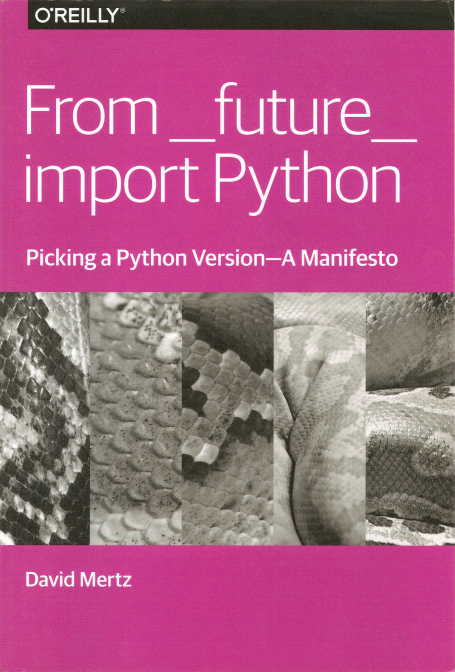 O'REILLY®
From __future__
import Python
Picking a Python Version—A Manifesto
David Mertz